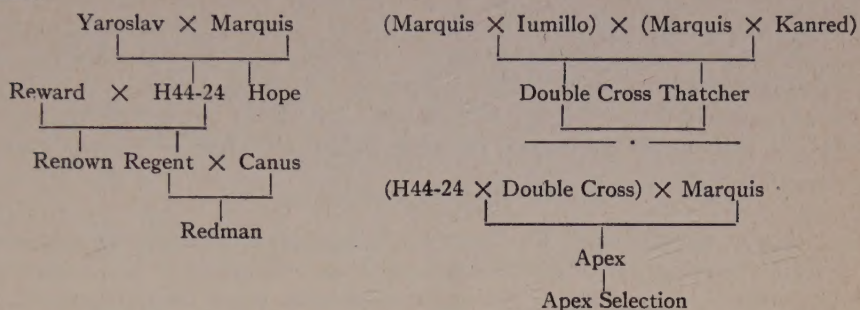 Yaroslav × Marquis
Reward × H44-24 Hope
Renown Regent × Canus
Redman
(Marquis × Iumillo) × (Marquis × Kanred)
Double Cross Thatcher
(H44-24 × Double Cross) × Marquis
Apex
Apex Selection